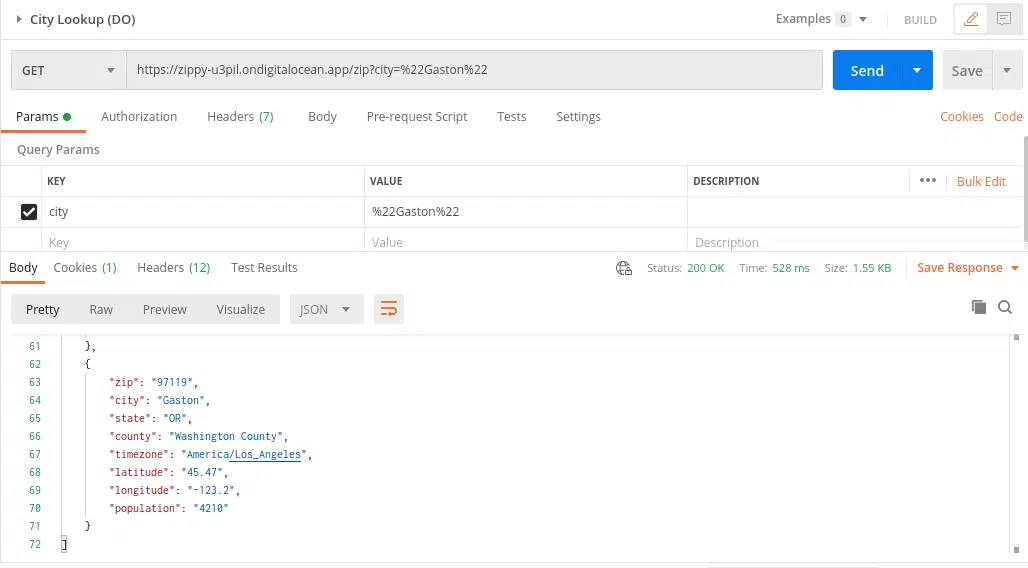 City Lookup (DO)
Examples 0
BUILD
GET
https://zippy-u3pil.ondigitalocean.app/zip?city=%22Gaston%22
Send
Save
Params
Authorization
Headers (7)
Body
Pre-request Script
Tests
Settings
Cookies
Code
Query Params
KEY
VALUE
DESCRIPTION
•••
Bulk Edit
city
%22Gaston%22
Key
Value
Description
Body
Cookies (1)
Headers (12)
Test Results
Status: 200 OK
Time: 528 ms
Size: 1.55 KB
Save Response
Pretty
Raw
Preview
Visualize
JSON
61 },
62 {
63 "zip": "97119",
64 "city": "Gaston",
65 "state": "OR",
66 "county": "Washington County",
67 "timezone": "America/Los_Angeles",
68 "latitude": "45.47",
69 "longitude": "-123.2",
70 "population": "4210"
71 }
72 ]